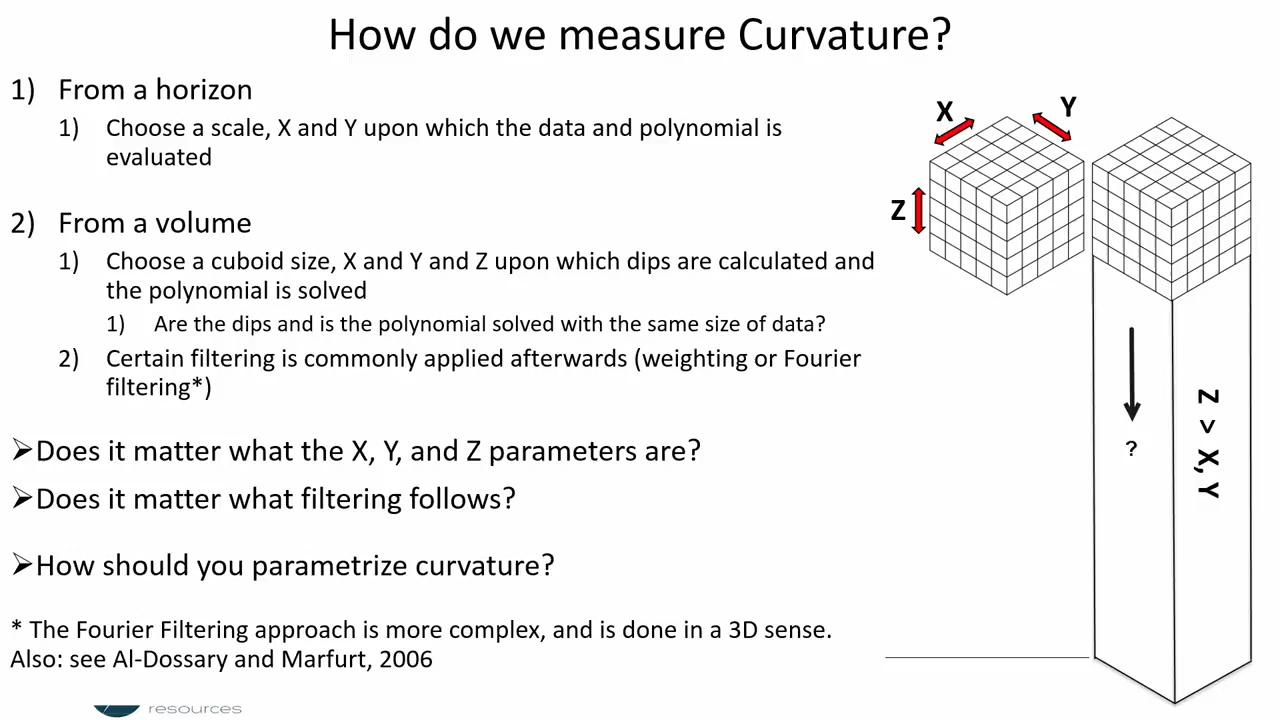 How do we measure Curvature?
1) From a horizon
1) Choose a scale, X and Y upon which the data and polynomial is
evaluated
2) From a volume
1) Choose a cuboid size, X and Y and Z upon which dips are calculated and
the polynomial is solved
1) Are the dips and is the polynomial solved with the same size of data?
2) Certain filtering is commonly applied afterwards (weighting or Fourier
filtering*)
➢Does it matter what the X, Y, and Z parameters are?
➢Does it matter what filtering follows?
➢How should you parametrize curvature?
* The Fourier Filtering approach is more complex, and is done in a 3D sense.
Also: see Al-Dossary and Marfurt, 2006
X
Y
Z
?
Z > X, Y
resources